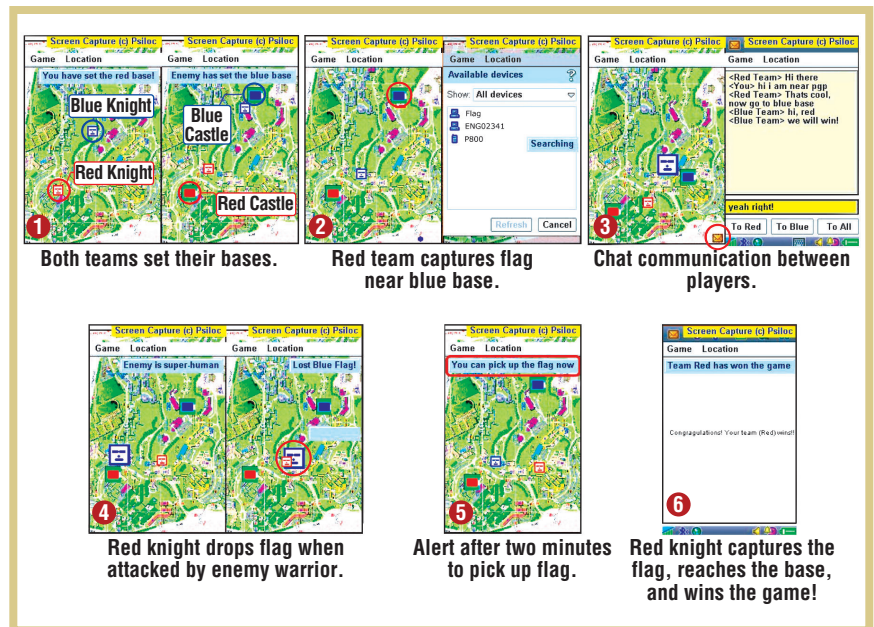 Screen Capture (c) Psiloc
Screen Capture (c) Psiloc
Game Location
Game Location
You have set the red base!
Enemy has set the blue base
Blue Knight
Blue
Castle
Red Knight
Red Castle
1
Both teams set their bases.
Screen Capture (c) Psiloc
Screen Capture (c) Psiloc
Game Location
Game Location
Available devices
Show: All devices
Flag
ENG02341
P800
Searching
Refresh
Cancel
2
Red team captures flag
near blue base.
Screen Capture (c) Psiloc
Screen Capture (c) Psiloc
Game Location
Game Location
<Red Team> Hi there
<You> hi i am near pgp
<Red Team> Thats cool,
now go to blue base
<Blue Team> hi, red
<Blue Team> we will win!
yeah right!
To Red
To Blue
To All
3
Chat communication between
players.
Screen Capture (c) Psiloc
Screen Capture (c) Psiloc
Game Location
Game Location
Enemy is super-human
Lost Blue Flag!
4
Red knight drops flag when
attacked by enemy warrior.
Screen Capture (c) Psiloc
Game Location
You can pick up the flag now
5
Alert after two minutes
to pick up flag.
Screen Capture (c) Psiloc
Game Location
Team Red has won the game
Congragulations! Your team (Red)wins!!
6
Red knight captures the
flag, reaches the base,
and wins the game!